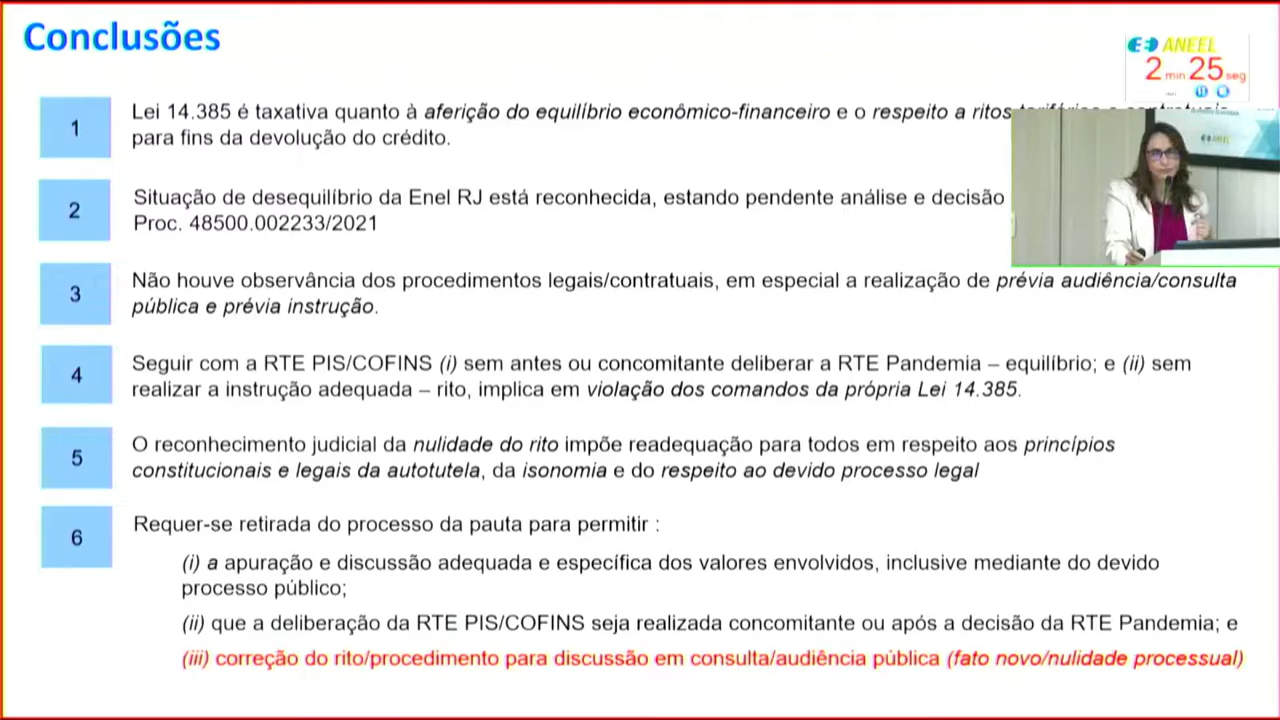 Conclusões
ANEEL
2 min 25 seg
1
Lei 14.385 é taxativa quanto à aferição do equilíbrio econômico-financeiro e o respeito a ritos
para fins da devolução do crédito.
ANEEL
2
Situação de desequilíbrio da Enel RJ está reconhecida, estando pendente análise e decisão
Proc. 48500.002233/2021
3
Não houve observância dos procedimentos legais/contratuais, em especial a realização de prévia audiência/consulta
pública e prévia instrução.
4
Seguir com a RTE PIS/COFINS (i) sem antes ou concomitante deliberar a RTE Pandemia – equilíbrio; e (ii) sem
realizar a instrução adequada – rito, implica em violação dos comandos da própria Lei 14.385.
5
O reconhecimento judicial da nulidade do rito impõe readequação para todos em respeito aos princípios
constitucionais e legais da autotutela, da isonomia e do respeito ao devido processo legal
6
Requer-se retirada do processo da pauta para permitir :
(i) a apuração e discussão adequada e específica dos valores envolvidos, inclusive mediante do devido
processo público;
(ii) que a deliberação da RTE PIS/COFINS seja realizada concomitante ou após a decisão da RTE Pandemia; e
(iii) correção do rito/procedimento para discussão em consulta/audiência pública (fato novo/nulidade processual)